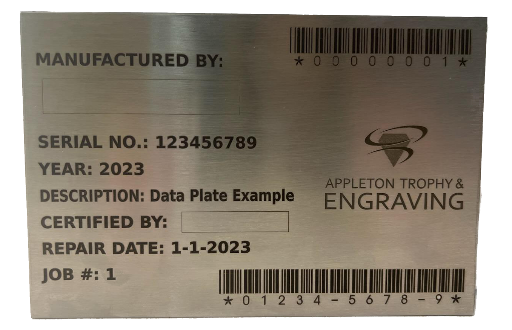 MANUFACTURED BY:
*00000001*
SERIAL NO.: 123456789
YEAR: 2023
DESCRIPTION: Data Plate Example
CERTIFIED BY:
REPAIR DATE: 1-1-2023
JOB #: 1
APPLETON TROPHY &
ENGRAVING
*01234-5678-9*